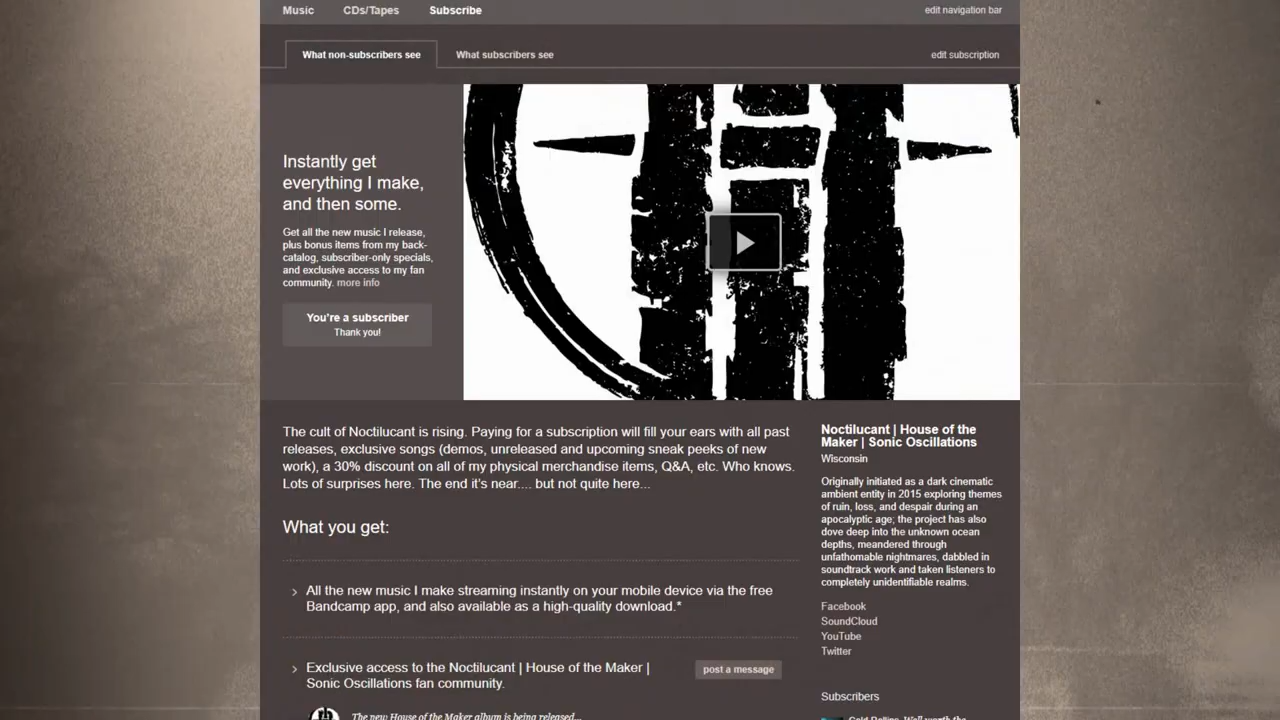 Music CDs/Tapes Subscribe edit navigation bar
What non-subscribers see What subscribers see edit subscription
Instantly get
everything I make,
and then some.
Get all the new music I release,
plus bonus items from my back-
catalog, subscriber-only specials,
and exclusive access to my fan
community. more info
You're a subscriber
Thank you!
The cult of Noctilucant is rising. Paying for a subscription will fill your ears with all past
releases, exclusive songs (demos, unreleased and upcoming sneak peeks of new
work), a 30% discount on all of my physical merchandise items, Q&A, etc. Who knows.
Lots of surprises here. The end it's near.... but not quite here...
What you get:
All the new music I make streaming instantly on your mobile device via the free
Bandcamp app, and also available as a high-quality download.*
Exclusive access to the Noctilucant | House of the Maker |
Sonic Oscillations fan community.
post a message
The new House of the Maker album is being released...
Noctilucant | House of the
Maker | Sonic Oscillations
Wisconsin
Originally initiated as a dark cinematic
ambient entity in 2015 exploring themes
of ruin, loss, and despair during an
apocalyptic age; the project has also
dove deep into the unknown ocean
depths, meandered through
unfathomable nightmares, dabbled in
soundtrack work and taken listeners to
completely unidentifiable realms.
Facebook
SoundCloud
YouTube
Twitter
Subscribers